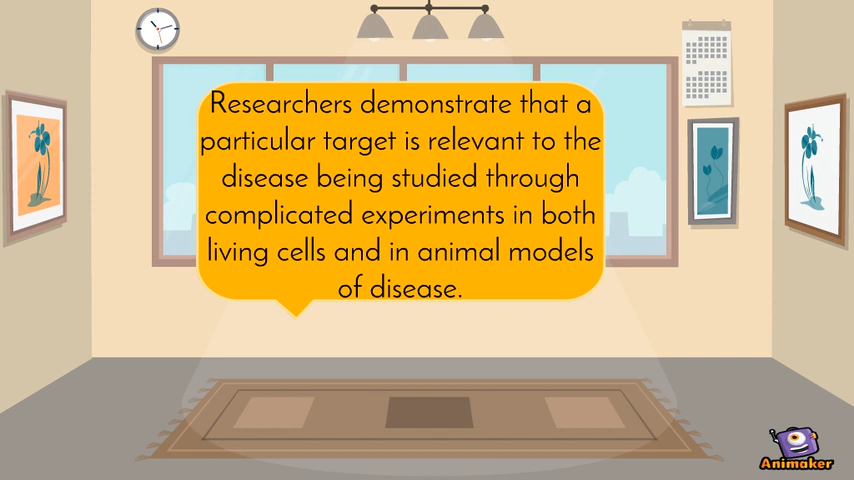 Researchers demonstrate that a
particular target is relevant to the
disease being studied through
complicated experiments in both
living cells and in animal models
of disease.
Animaker